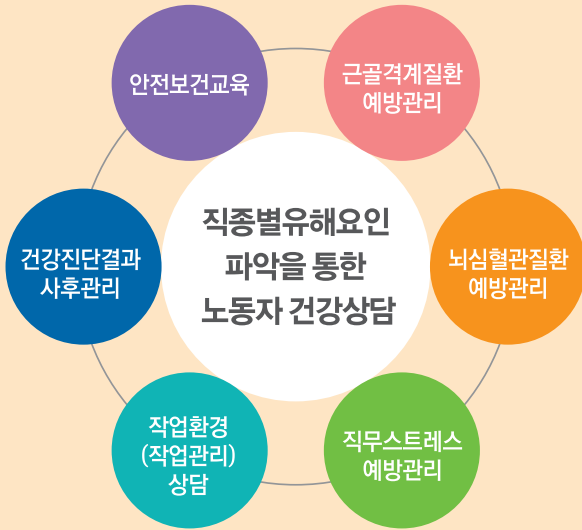 안전보건교육
근골격계질환
예방관리
건강진단결과
사후관리
직종별유해요인
파악을 통한
노동자 건강상담
뇌심혈관질환
예방관리
작업환경
(작업관리)
상담
직무스트레스
예방관리